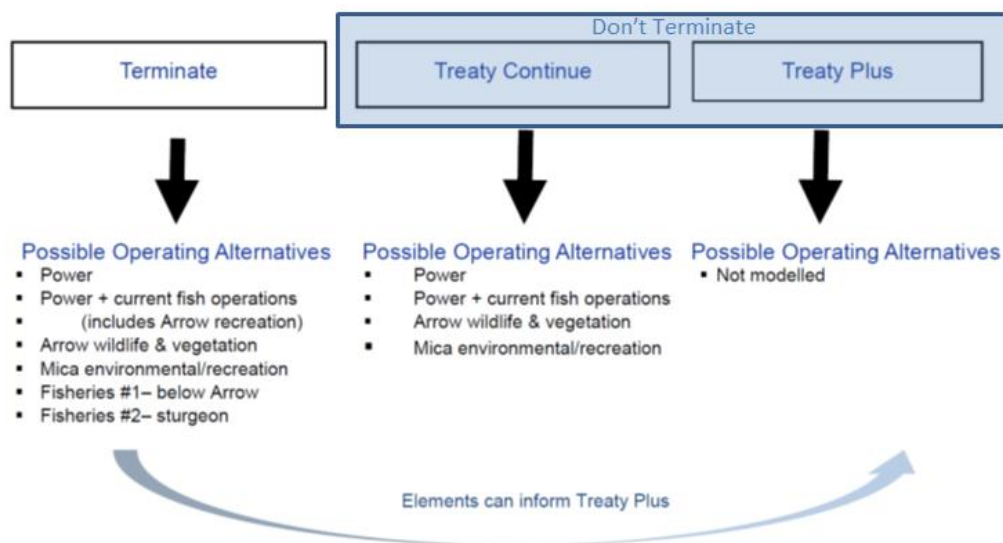 Don't Terminate
Terminate
Treaty Continue
Treaty Plus
Possible Operating Alternatives
▪ Power
▪ Power + current fish operations
▪ (includes Arrow recreation)
▪ Arrow wildlife & vegetation
▪ Mica environmental/recreation
▪ Fisheries #1– below Arrow
▪ Fisheries #2– sturgeon
Possible Operating Alternatives
▪ Power
▪ Power + current fish operations
▪ Arrow wildlife & vegetation
▪ Mica environmental/recreation
Possible Operating Alternatives
▪ Not modelled
Elements can inform Treaty Plus